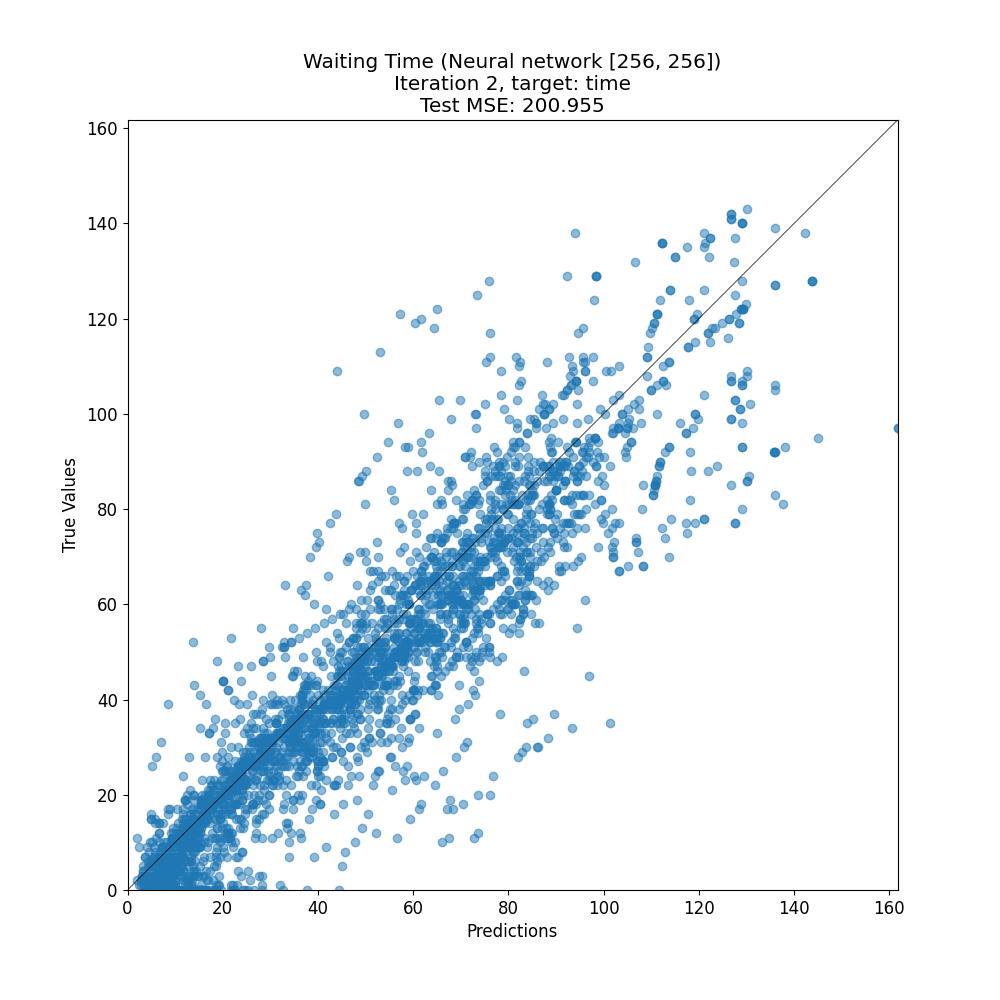 Waiting Time (Neural network [256, 256])
Iteration 2, target: time
Test MSE: 200.955
160
140
120
100
80
60
40
20
0
True Values
0 20 40 60 80 100 120 140 160
Predictions